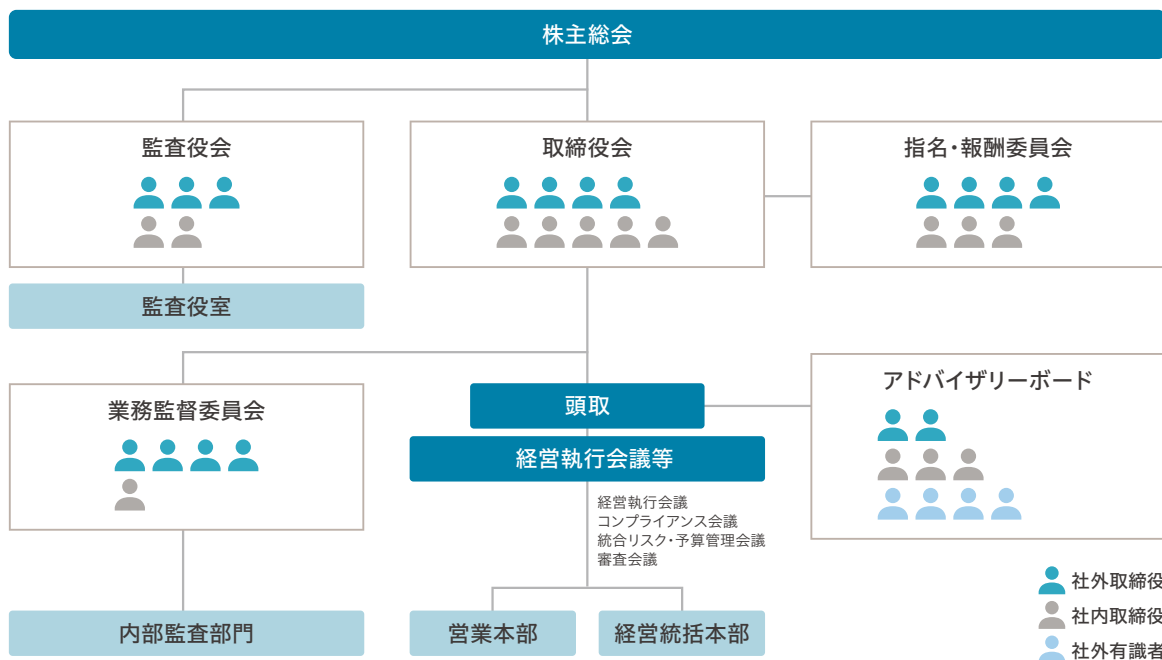 株主総会
監査役会
取締役会
指名・報酬委員会
監査役室
業務監督委員会
頭取
経営執行会議等
アドバイザリーボード
経営執行会議
コンプライアンス会議
統合リスク・予算管理会議
審査会議
内部監査部門
営業本部
経営統括本部
社外取締役
社内取締役
社外有識者